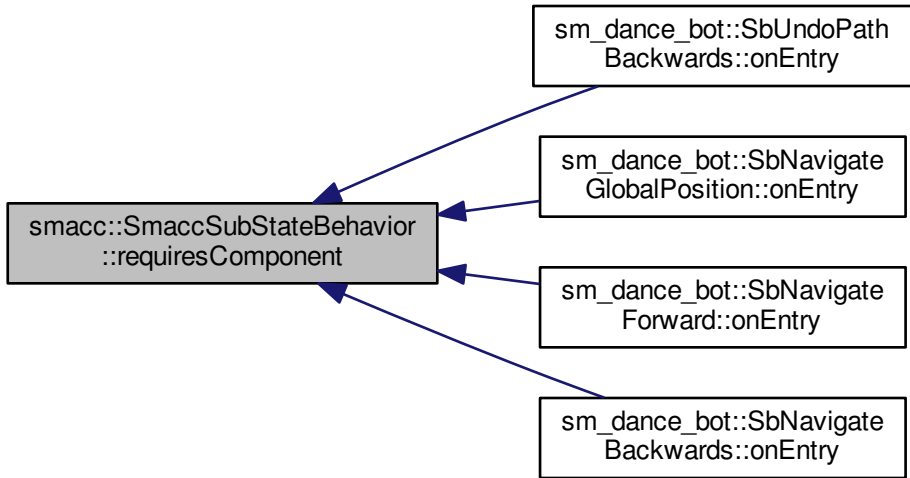 sm_dance_bot::SbUndoPath
Backwards::onEntry
sm_dance_bot::SbNavigate
GlobalPosition::onEntry
smacc::SmaccSubStateBehavior
::requiresComponent
sm_dance_bot::SbNavigate
Forward::onEntry
sm_dance_bot::SbNavigate
Backwards::onEntry